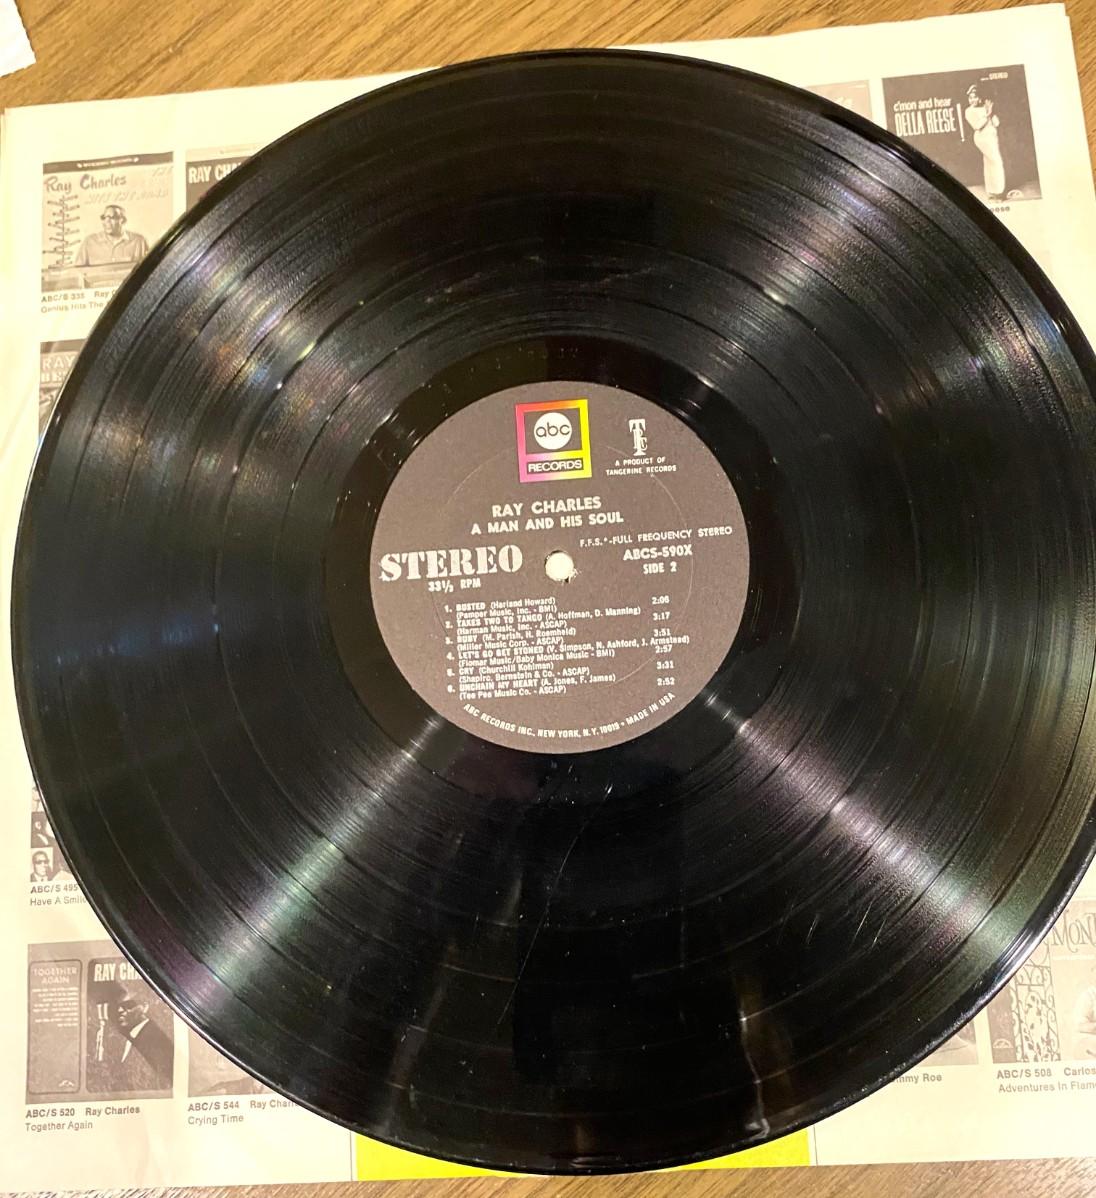 STEREO
c'mon and hear
DELLA REESE
Ray Charles
RAY CHA
ABC/S 335 Ray
Genius Hits The
RAY
abc
RECORDS
A PRODUCT OF
TANGERINE RECORDS
RAY CHARLES
A MAN AND HIS SOUL
F.F.S.*-FULL FREQUENCY STEREO
STEREO
ABCS-590X
33⅓ RPM
SIDE 2
1. BUSTED (Harland Howard) 2:06
(Pamper Music, Inc. - BMI)
2. TAKES TWO TO TANGO (A. Hoffman, D. Manning) 3:17
(Harman Music, Inc. - ASCAP)
3. RUBY (M. Parish, H. Roemheld) 3:51
(Miller Music Corp. - ASCAP)
4. LET'S GO GET STONED (V. Simpson, N. Ashford, J. Armstead) 2:57
(Flomar Music/Baby Monica Music - BMI)
5. CRY (Churchill Kohlman) 3:31
(Shapiro, Bernstein & Co. - ASCAP)
6. UNCHAIN MY HEART (A. Jones, F. James) 2:52
(Tee Pee Music Co. - ASCAP)
ABC RECORDS INC., NEW YORK, N.Y. 10019 • MADE IN USA
ABC/S 495
Have A Smile
TOGETHER
AGAIN
RAY CH
ABC/S 520 Ray Charles
Together Again
ABC/S 544 Ray Char
Crying Time
mmy Roe
ABC/S 508 Carlos
Adventures In Flam